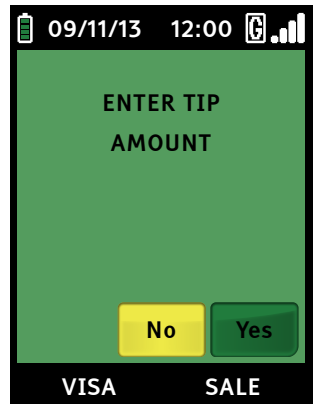 09/11/13 12:00 G
ENTER TIP
AMOUNT
No Yes
VISA SALE